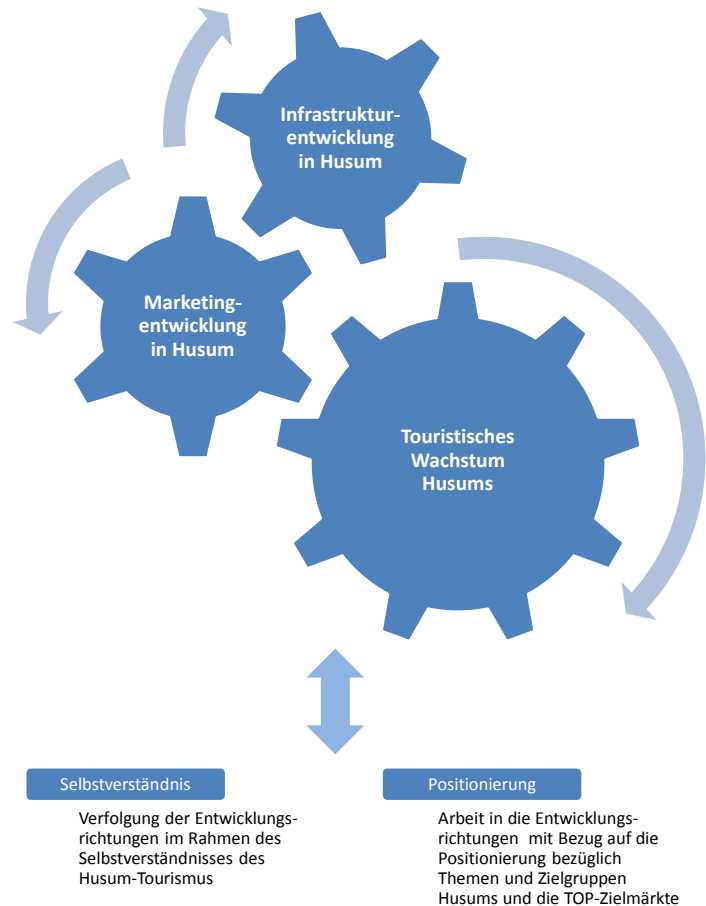 Infrastruktur-
entwicklung
in Husum
Marketing-
entwicklung
in Husum
Touristisches
Wachstum
Husums
Selbstverständnis
Verfolgung der Entwicklungs-
richtungen im Rahmen des
Selbstverständnisses des
Husum-Tourismus
Positionierung
Arbeit in die Entwicklungs-
richtungen mit Bezug auf die
Positionierung bezüglich
Themen und Zielgruppen
Husums und die TOP-Zielmärkte